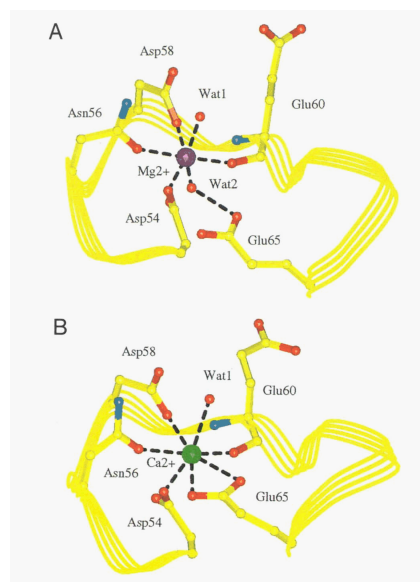 A
Asp58
Wat1
Glu60
Asn56
Mg2+
Wat2
Asp54
Glu65
B
Asp58
Wat1
Glu60
Asn56
Ca2+
Glu65
Asp54